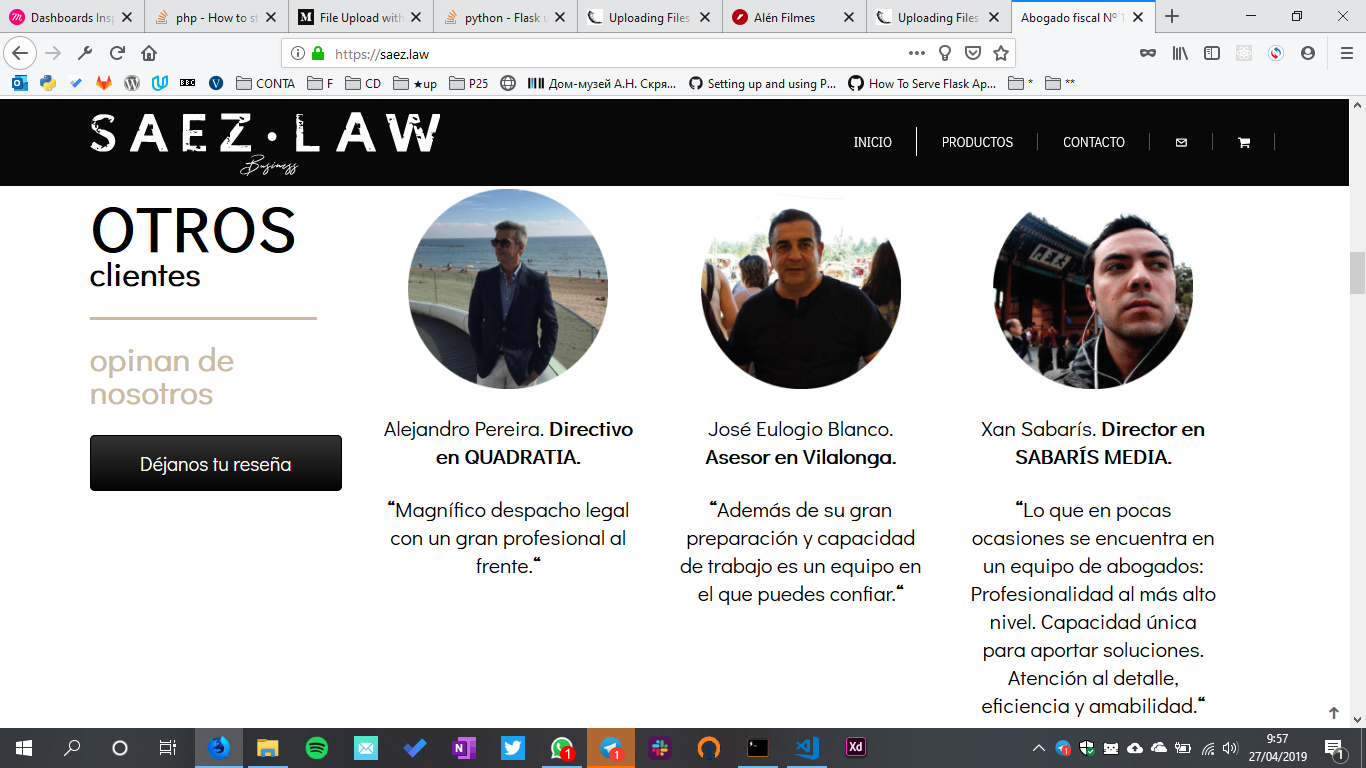 Dashboards Insp
php - How to st
File Upload with
python - Flask u
Uploading Files
Alén Filmes
Uploading Files
Abogado fiscal Nº 1
https://saez.law
CONTA
F
CD
★up
P25
Дом-музей А.Н. Скря...
Setting up and using P...
How To Serve Flask Ap...
*
**
SAEZ·LAW
Business
INICIO
PRODUCTOS
CONTACTO
OTROS
clientes
opinan de
nosotros
Déjanos tu reseña
Alejandro Pereira. Directivo
en QUADRATIA.
“Magnífico despacho legal
con un gran profesional al
frente.“
José Eulogio Blanco.
Asesor en Vilalonga.
“Además de su gran
preparación y capacidad
de trabajo es un equipo en
el que puedes confiar.“
Xan Sabarís. Director en
SABARÍS MEDIA.
“Lo que en pocas
ocasiones se encuentra en
un equipo de abogados:
Profesionalidad al más alto
nivel. Capacidad única
para aportar soluciones.
Atención al detalle,
eficiencia y amabilidad.“
9:57
27/04/2019